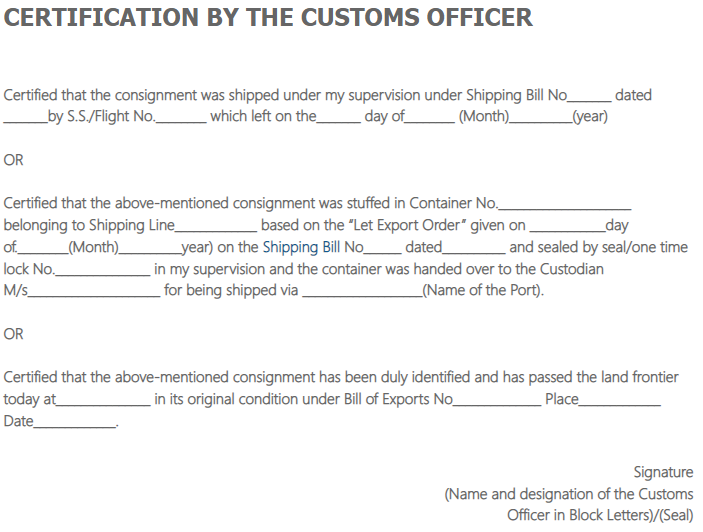 CERTIFICATION BY THE CUSTOMS OFFICER
Certified that the consignment was shipped under my supervision under Shipping Bill No______ dated
______by S.S./Flight No._______ which left on the______ day of_______ (Month)_________(year)
OR
Certified that the above-mentioned consignment was stuffed in Container No.___________________
belonging to Shipping Line____________ based on the “Let Export Order” given on ___________day
of._______(Month)_________year) on the Shipping Bill No_____ dated_________ and sealed by seal/one time
lock No._____________ in my supervision and the container was handed over to the Custodian
M/s___________________ for being shipped via _________________(Name of the Port).
OR
Certified that the above-mentioned consignment has been duly identified and has passed the land frontier
today at_____________ in its original condition under Bill of Exports No____________ Place___________
Date____________.
Signature
(Name and designation of the Customs
Officer in Block Letters)/(Seal)